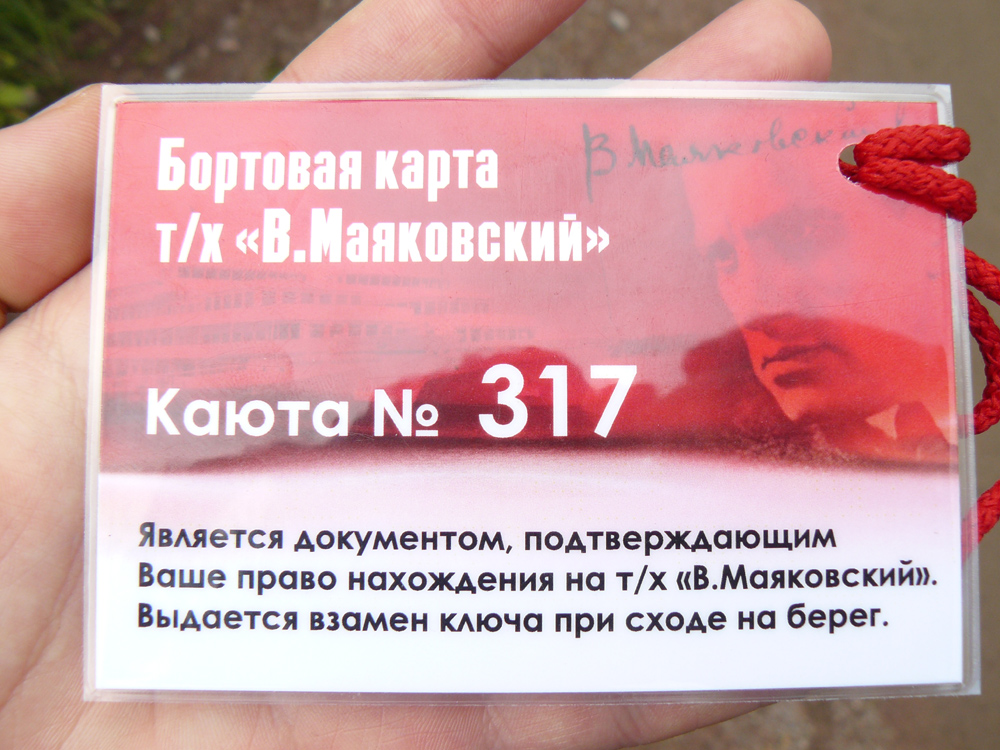 В Маяковский
Бортовая карта
т/х «В.Маяковский»
Каюта № 317
Является документом, подтверждающим
Ваше право нахождения на т/х «В.Маяковский».
Выдается взамен ключа при сходе на берег.